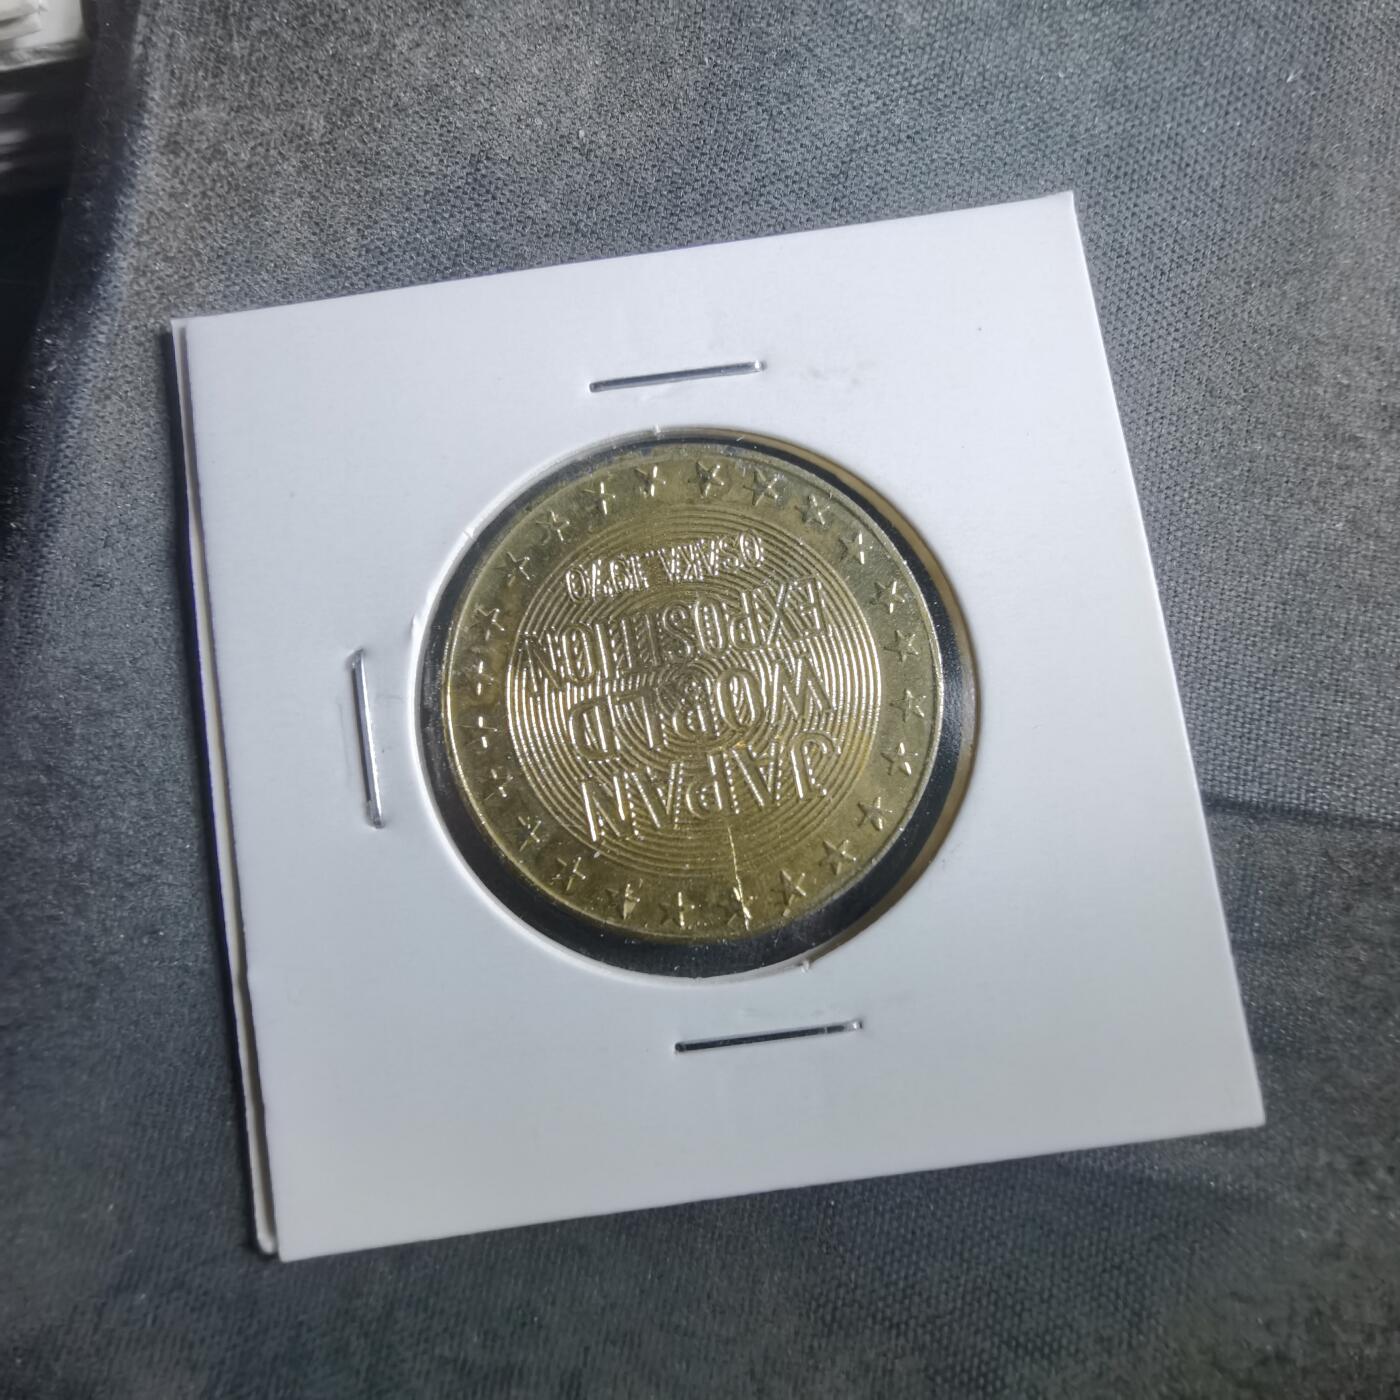 JAPAN
WORLD
EXPOSITION
OSAKA 1970